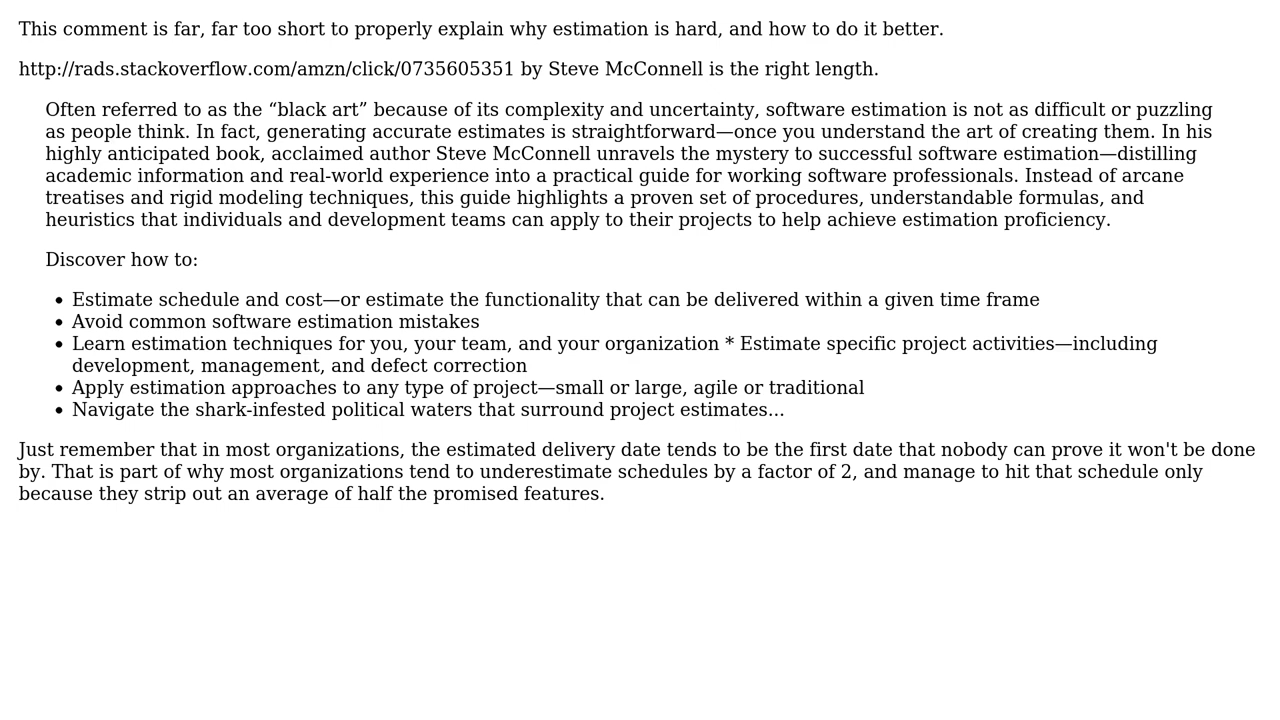 This comment is far, far too short to properly explain why estimation is hard, and how to do it better.
http://rads.stackoverflow.com/amzn/click/0735605351 by Steve McConnell is the right length.
Often referred to as the “black art” because of its complexity and uncertainty, software estimation is not as difficult or puzzling
as people think. In fact, generating accurate estimates is straightforward—once you understand the art of creating them. In his
highly anticipated book, acclaimed author Steve McConnell unravels the mystery to successful software estimation—distilling
academic information and real-world experience into a practical guide for working software professionals. Instead of arcane
treatises and rigid modeling techniques, this guide highlights a proven set of procedures, understandable formulas, and
heuristics that individuals and development teams can apply to their projects to help achieve estimation proficiency.
Discover how to:
• Estimate schedule and cost—or estimate the functionality that can be delivered within a given time frame
• Avoid common software estimation mistakes
• Learn estimation techniques for you, your team, and your organization * Estimate specific project activities—including
development, management, and defect correction
• Apply estimation approaches to any type of project—small or large, agile or traditional
• Navigate the shark-infested political waters that surround project estimates...
Just remember that in most organizations, the estimated delivery date tends to be the first date that nobody can prove it won't be done
by. That is part of why most organizations tend to underestimate schedules by a factor of 2, and manage to hit that schedule only
because they strip out an average of half the promised features.